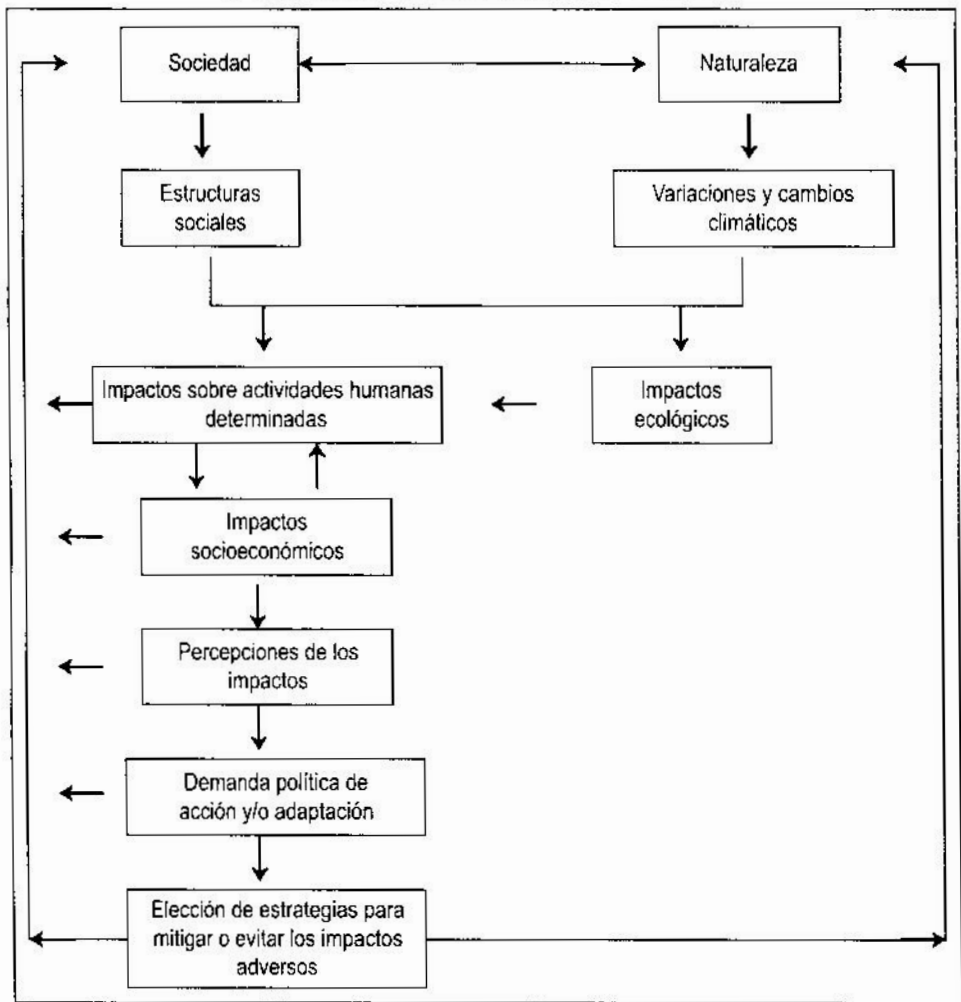 Sociedad
Naturaleza
Estructuras
sociales
Variaciones y cambios
climáticos
Impactos sobre actividades humanas
determinadas
Impactos
ecológicos
Impactos
socioeconómicos
Percepciones de los
impactos
Demanda política de
acción y/o adaptación
Elección de estrategias para
mitigar o evitar los impactos
adversos